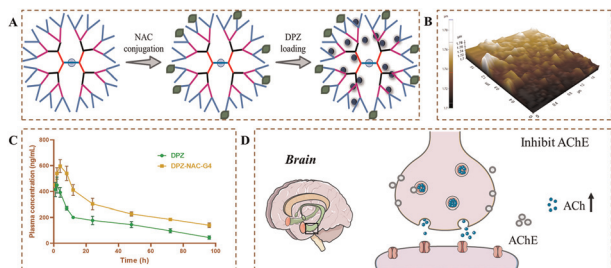 A
NAC
conjugation
DPZ
loading
B
C
Plasma concentration (ng/mL)
800
600
400
200
0
0
20
40
60
80
100
Time (h)
DPZ
DPZ-NAC-G4
D
Brain
Inhibit AChE
ACh
AChE